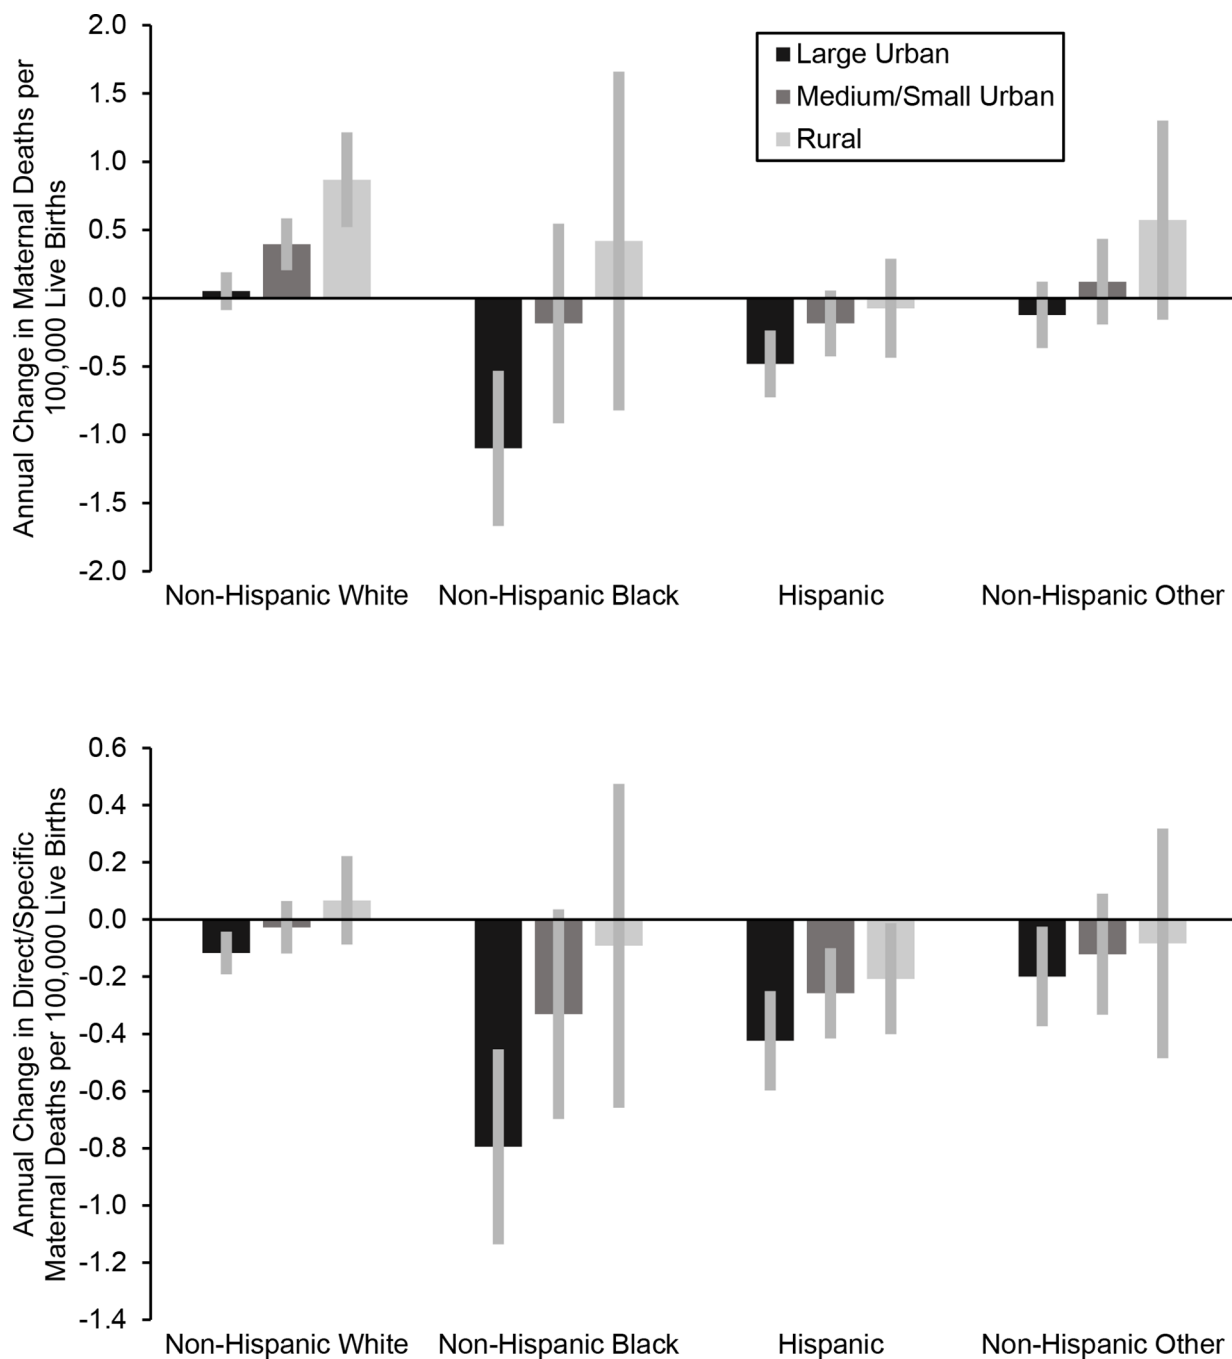 Annual Change in Maternal Deaths per
100,000 Live Births
2.0
1.5
1.0
0.5
0.0
-0.5
-1.0
-1.5
-2.0
Large Urban
Medium/Small Urban
Rural
Non-Hispanic White
Non-Hispanic Black
Hispanic
Non-Hispanic Other
Annual Change in Direct/Specific
Maternal Deaths per 100,000 Live Births
0.6
0.4
0.2
0.0
-0.2
-0.4
-0.6
-0.8
-1.0
-1.2
-1.4
Non-Hispanic White
Non-Hispanic Black
Hispanic
Non-Hispanic Other